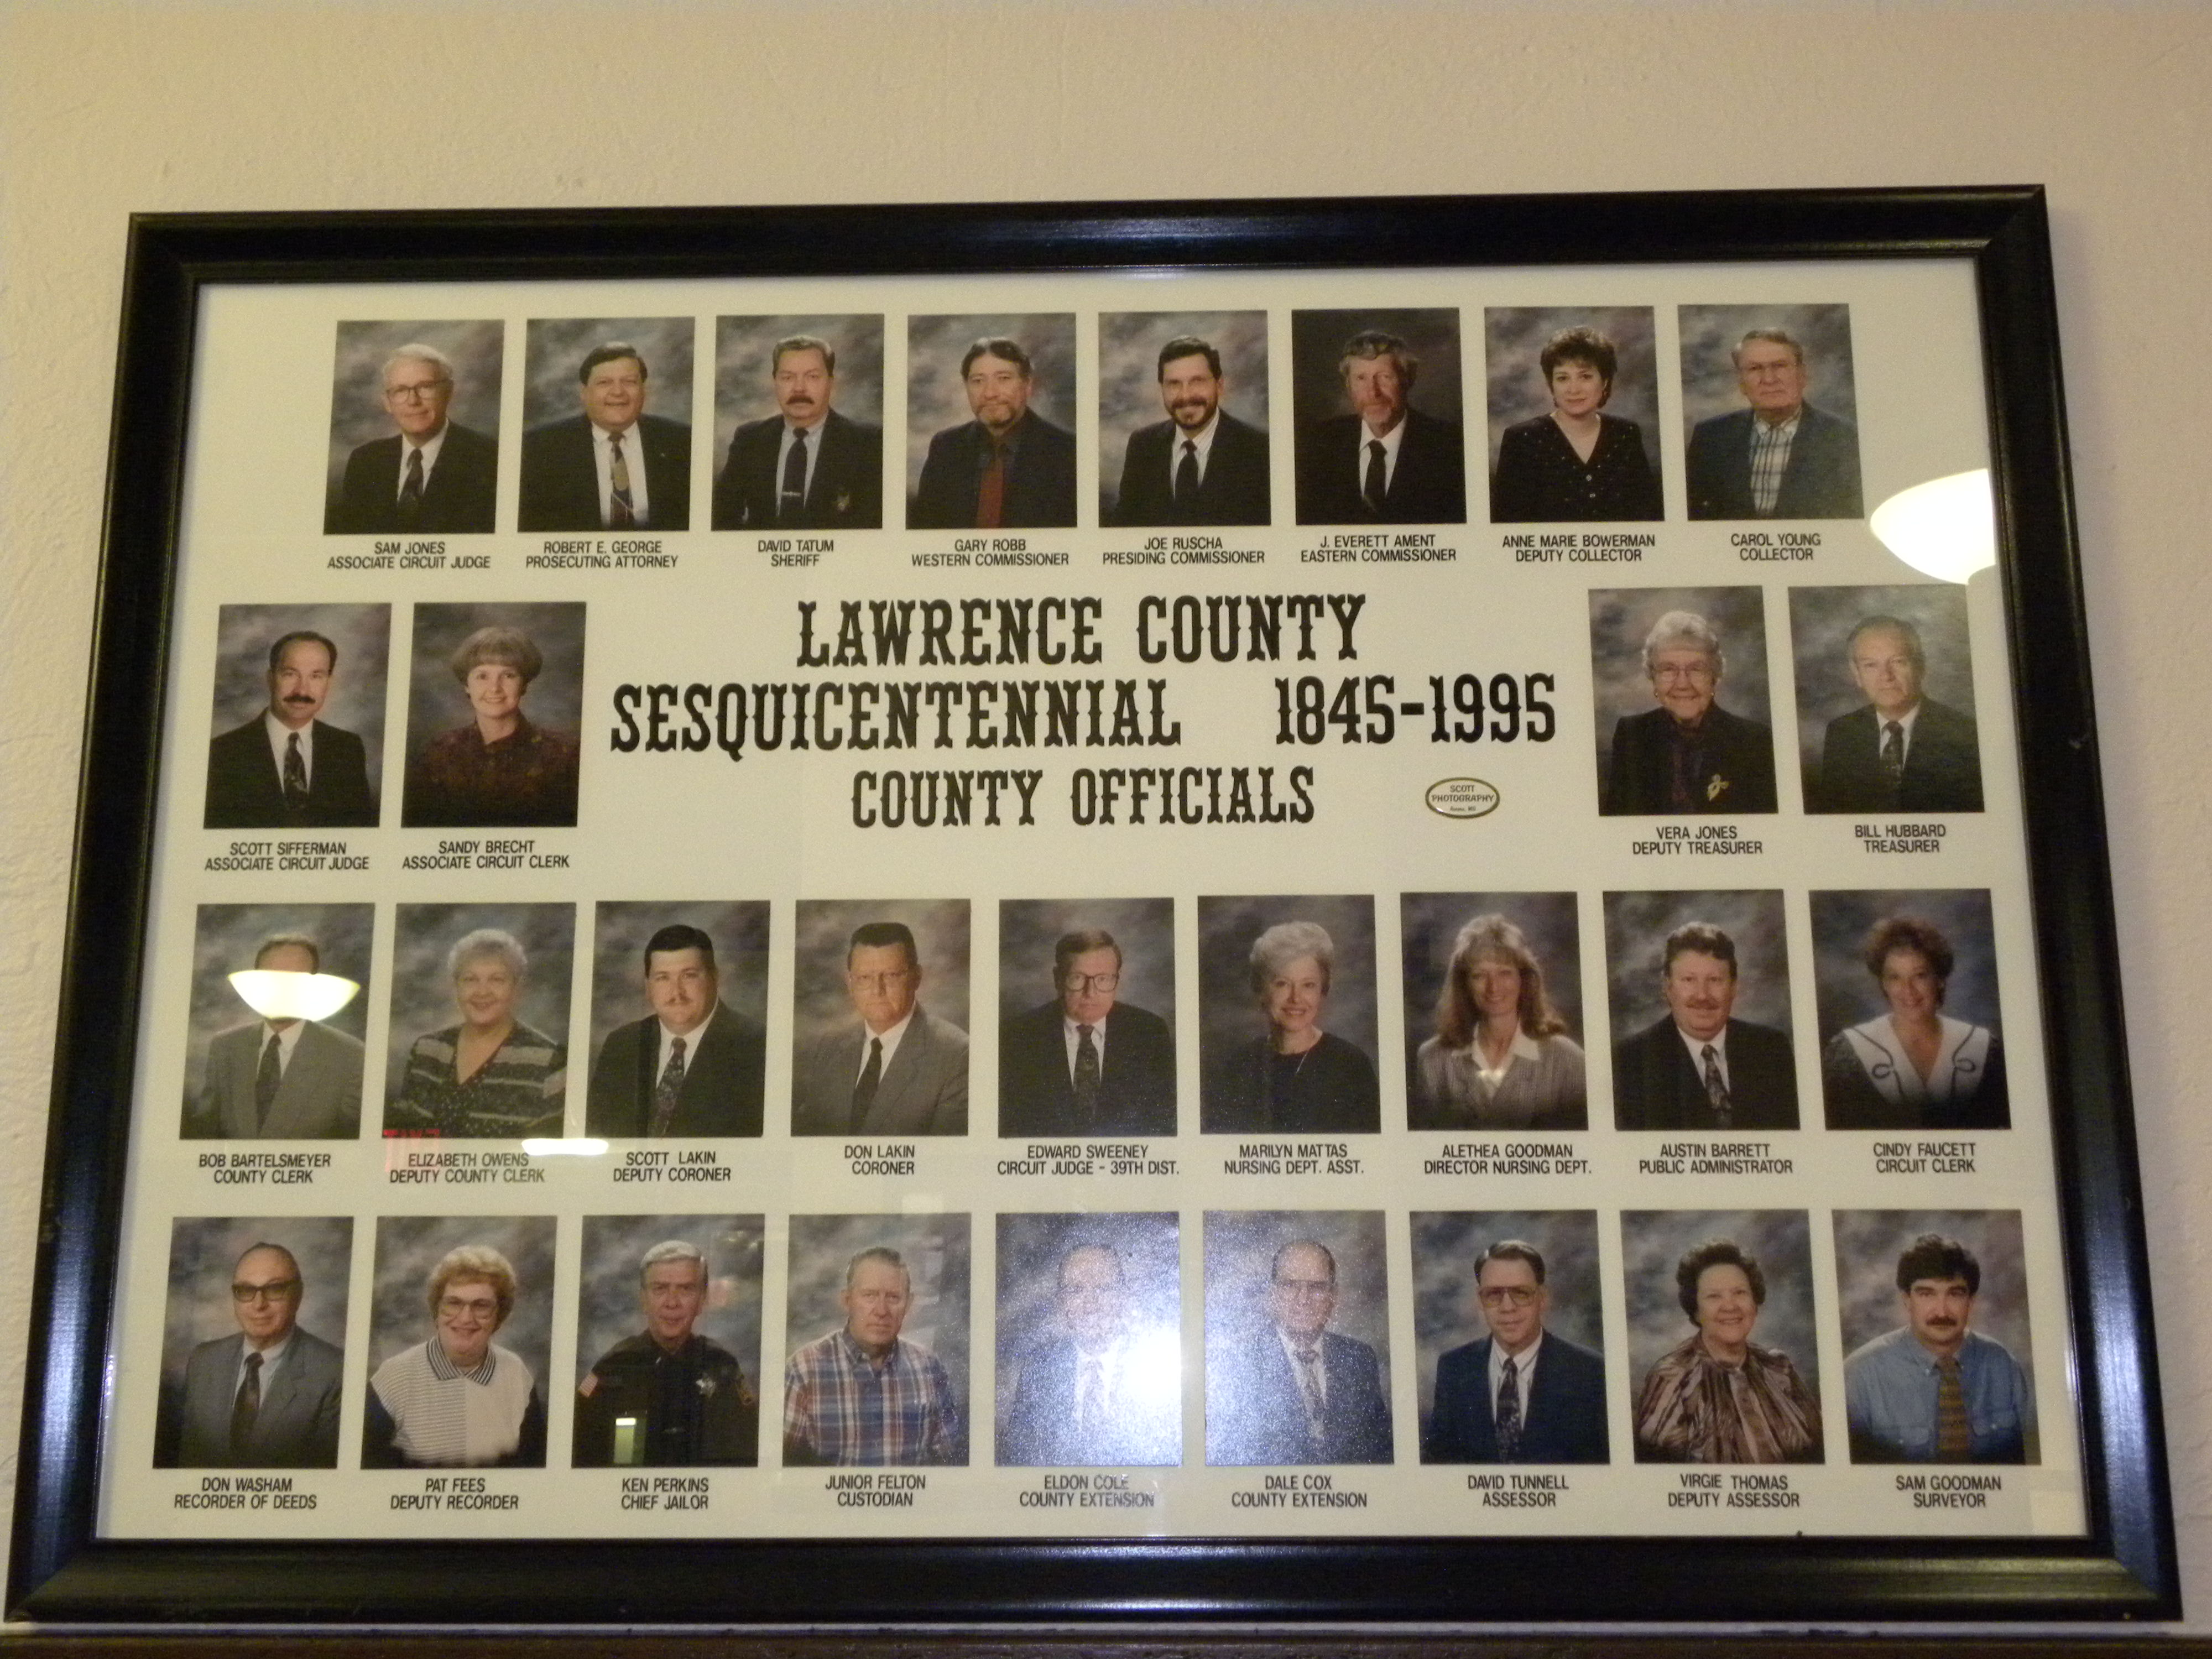 SAM JONES
ASSOCIATE CIRCUIT JUDGE
ROBERT E. GEORGE
PROSECUTING ATTORNEY
DAVID TATUM
SHERIFF
GARY ROBB
WESTERN COMMISSIONER
JOE RUSCHA
PRESIDING COMMISSIONER
J. EVERETT AMENT
EASTERN COMMISSIONER
ANNE MARIE BOWERMAN
DEPUTY COLLECTOR
CAROL YOUNG
COLLECTOR
LAWRENCE COUNTY
SESQUICENTENNIAL 1845-1995
COUNTY OFFICIALS
SCOTT
PHOTOGRAPHY
SCOTT SIFFERMAN
ASSOCIATE CIRCUIT JUDGE
SANDY BRECHT
ASSOCIATE CIRCUIT CLERK
VERA JONES
DEPUTY TREASURER
BILL HUBBARD
TREASURER
BOB BARTELSMEYER
COUNTY CLERK
ELIZABETH OWENS
DEPUTY COUNTY CLERK
SCOTT LAKIN
DEPUTY CORONER
DON LAKIN
CORONER
EDWARD SWEENEY
CIRCUIT JUDGE - 39TH DIST.
MARILYN MATTAS
NURSING DEPT. ASST.
ALETHEA GOODMAN
DIRECTOR NURSING DEPT.
AUSTIN BARRETT
PUBLIC ADMINISTRATOR
CINDY FAUCETT
CIRCUIT CLERK
DON WASHAM
RECORDER OF DEEDS
PAT FEES
DEPUTY RECORDER
KEN PERKINS
CHIEF JAILOR
JUNIOR FELTON
CUSTODIAN
ELDON COLE
COUNTY EXTENSION
DALE COX
COUNTY EXTENSION
DAVID TUNNELL
ASSESSOR
VIRGIE THOMAS
DEPUTY ASSESSOR
SAM GOODMAN
SURVEYOR